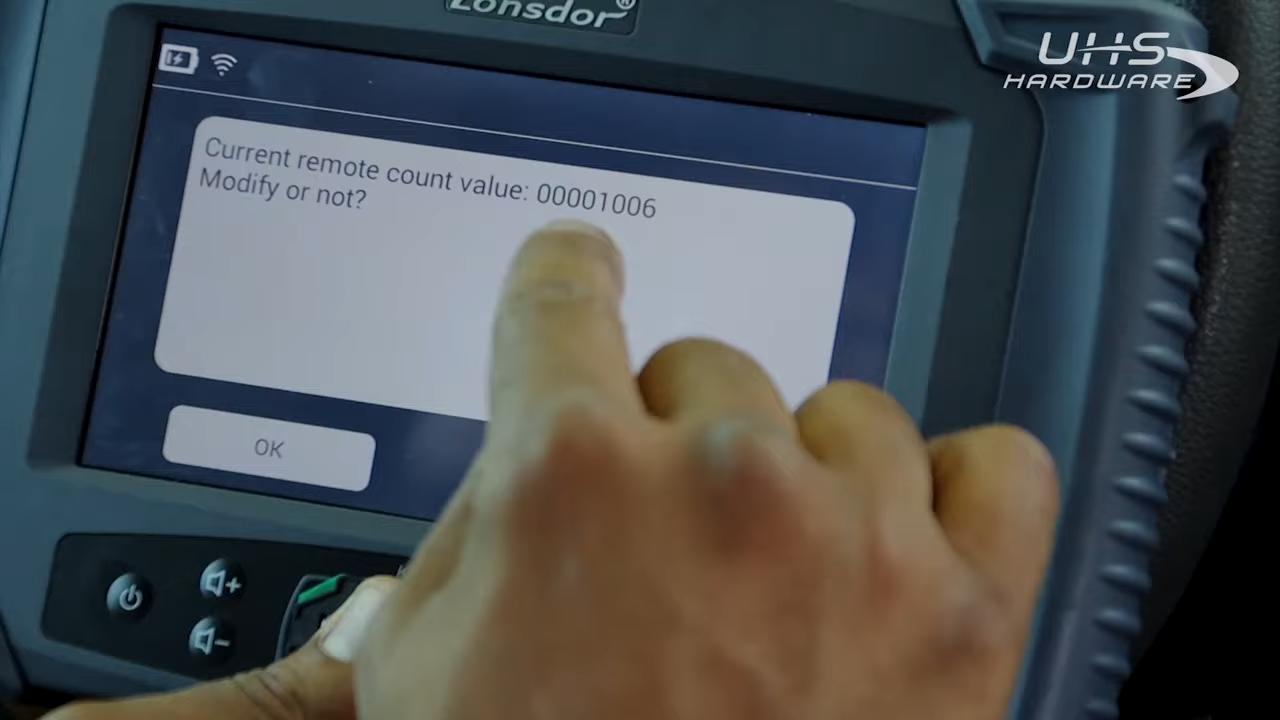 Lonsdor®
UHS
HARDWARE
Current remote count value: 00001006
Modify or not?
OK